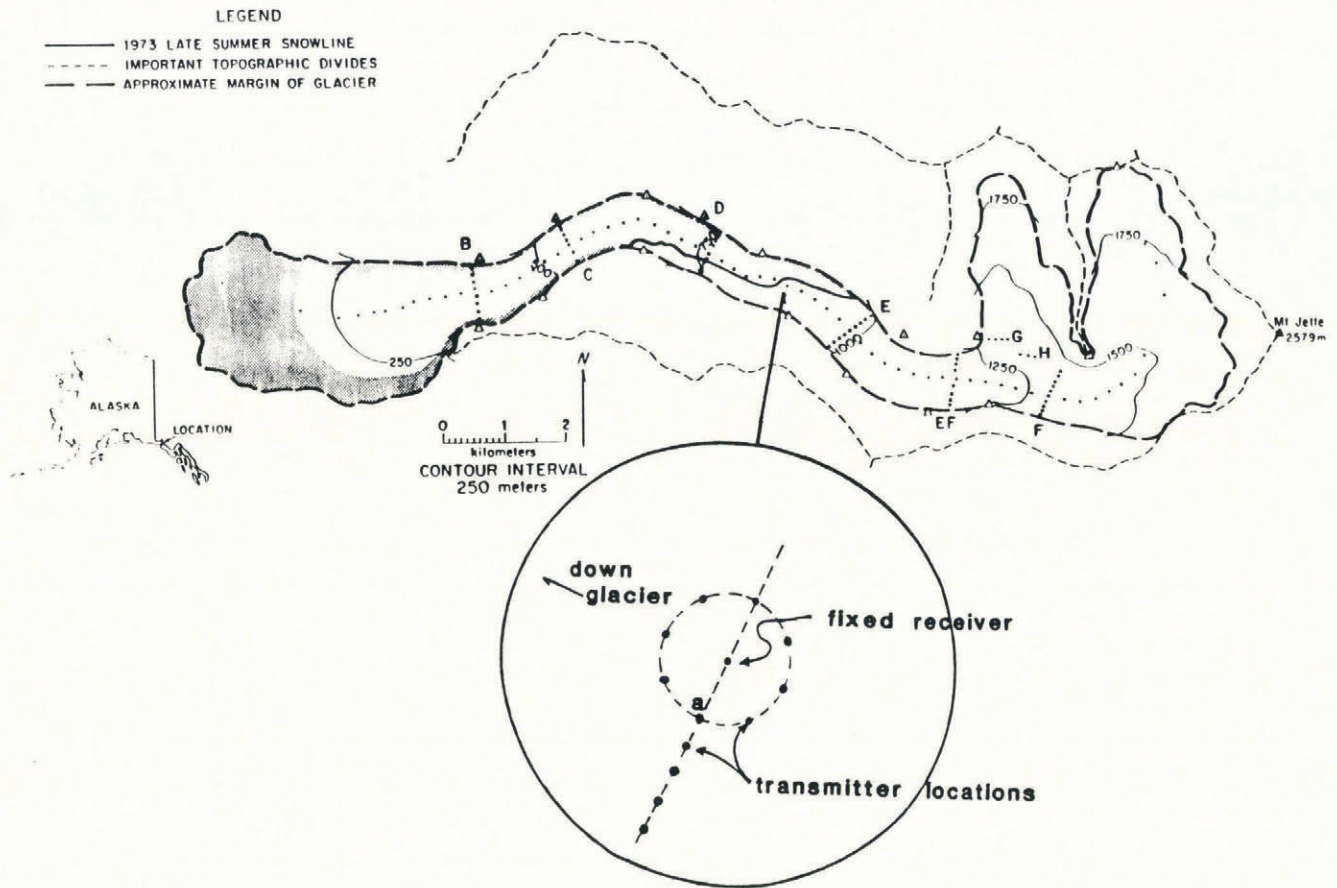 LEGEND
1973 LATE SUMMER SNOWLINE
IMPORTANT TOPOGRAPHIC DIVIDES
APPROXIMATE MARGIN OF GLACIER
1750
1750
D
B
C
E
G
H
Mt Jette
2579m
250
1000
1250
1500
EF
F
N
ALASKA
LOCATION
0 1 2
kilometers
CONTOUR INTERVAL
250 meters
down
glacier
fixed receiver
a
transmitter locations